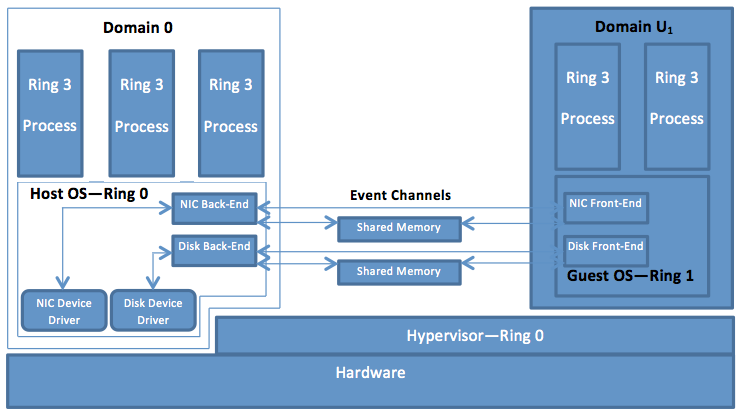 Domain 0
Ring 3
Process
Ring 3
Process
Ring 3
Process
Host OS—Ring 0
NIC Back-End
Disk Back-End
NIC Device
Driver
Disk Device
Driver
Event Channels
Shared Memory
Shared Memory
Domain U₁
Ring 3
Process
Ring 3
Process
NIC Front-End
Disk Front-End
Guest OS—Ring 1
Hypervisor—Ring 0
Hardware